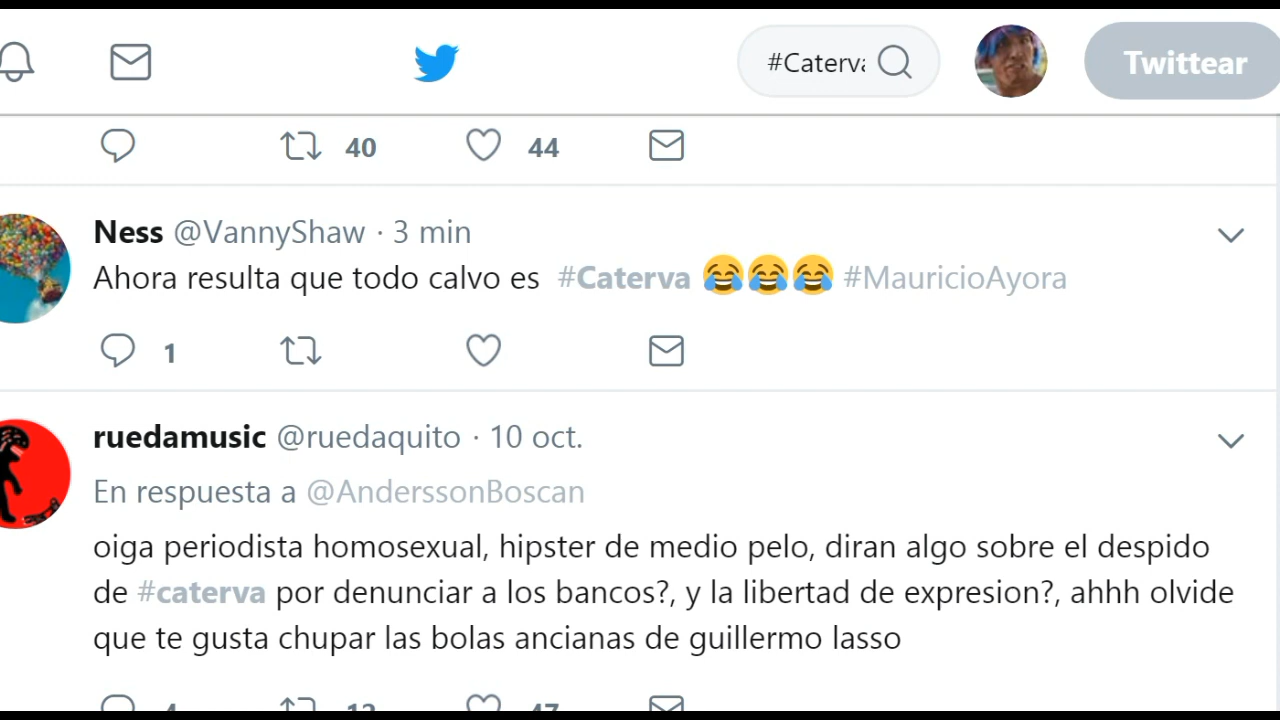 #Caterva
Twittear
40 44
Ness @VannyShaw · 3 min
Ahora resulta que todo calvo es #Caterva 😂😂😂 #MauricioAyora
1
ruedamusic @ruedaquito · 10 oct.
En respuesta a @AnderssonBoscan
oiga periodista homosexual, hipster de medio pelo, diran algo sobre el despido
de #caterva por denunciar a los bancos?, y la libertad de expresion?, ahhh olvide
que te gusta chupar las bolas ancianas de guillermo lasso
4 12 47